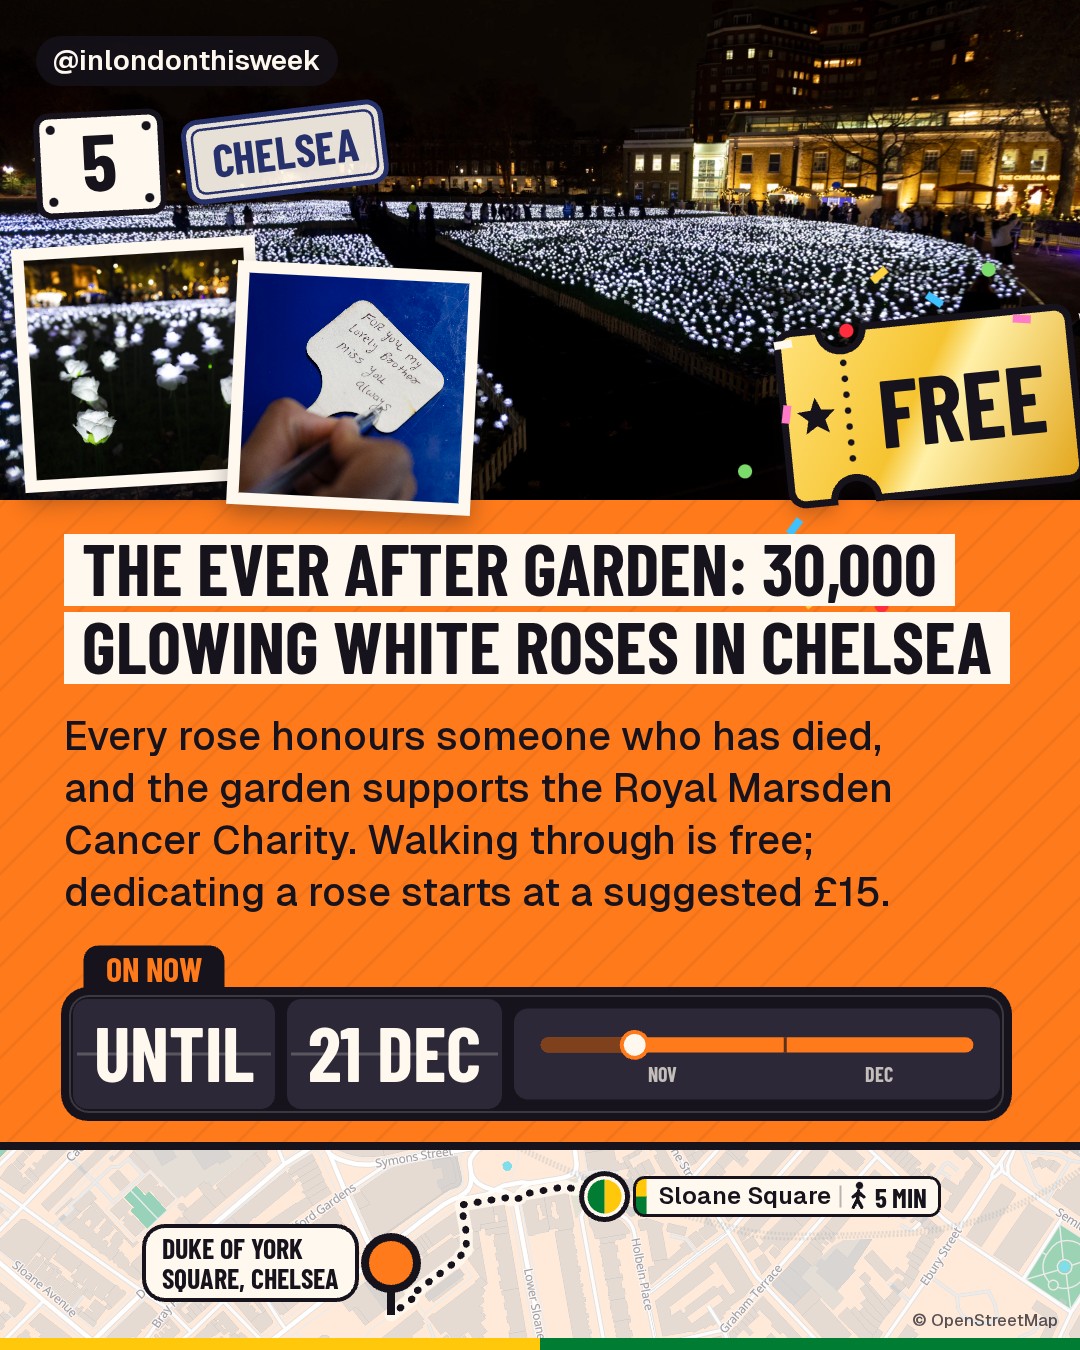 @inlondonthisweek
5
CHELSEA
THE CHELSEA
For you, my
Lovely Brother
miss you
always
FREE
THE EVER AFTER GARDEN: 30,000
GLOWING WHITE ROSES IN CHELSEA
Every rose honours someone who has died,
and the garden supports the Royal Marsden
Cancer Charity. Walking through is free;
dedicating a rose starts at a suggested £15.
ON NOW
UNTIL
21 DEC
NOV
DEC
Symons Street
Sloane Square
5 MIN
DUKE OF YORK
SQUARE, CHELSEA
Sloane Avenue
Lower Sloane
Holbein Place
Graham Terrace
Ebury Street
© OpenStreetMap